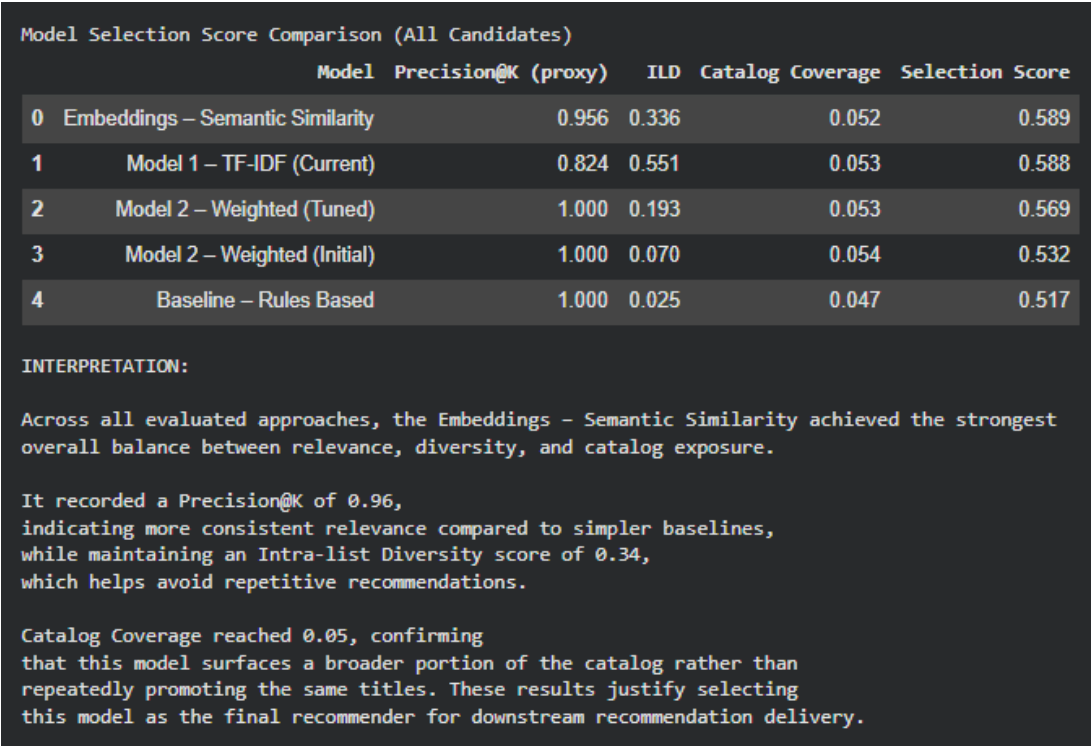 Model Selection Score Comparison (All Candidates)
Model Precision@K (proxy) ILD Catalog Coverage Selection Score
0 Embeddings – Semantic Similarity 0.956 0.336 0.052 0.589
1 Model 1 – TF-IDF (Current) 0.824 0.551 0.053 0.588
2 Model 2 – Weighted (Tuned) 1.000 0.193 0.053 0.569
3 Model 2 – Weighted (Initial) 1.000 0.070 0.054 0.532
4 Baseline – Rules Based 1.000 0.025 0.047 0.517
INTERPRETATION:
Across all evaluated approaches, the Embeddings – Semantic Similarity achieved the strongest
overall balance between relevance, diversity, and catalog exposure.
It recorded a Precision@K of 0.96,
indicating more consistent relevance compared to simpler baselines,
while maintaining an Intra-list Diversity score of 0.34,
which helps avoid repetitive recommendations.
Catalog Coverage reached 0.05, confirming
that this model surfaces a broader portion of the catalog rather than
repeatedly promoting the same titles. These results justify selecting
this model as the final recommender for downstream recommendation delivery.